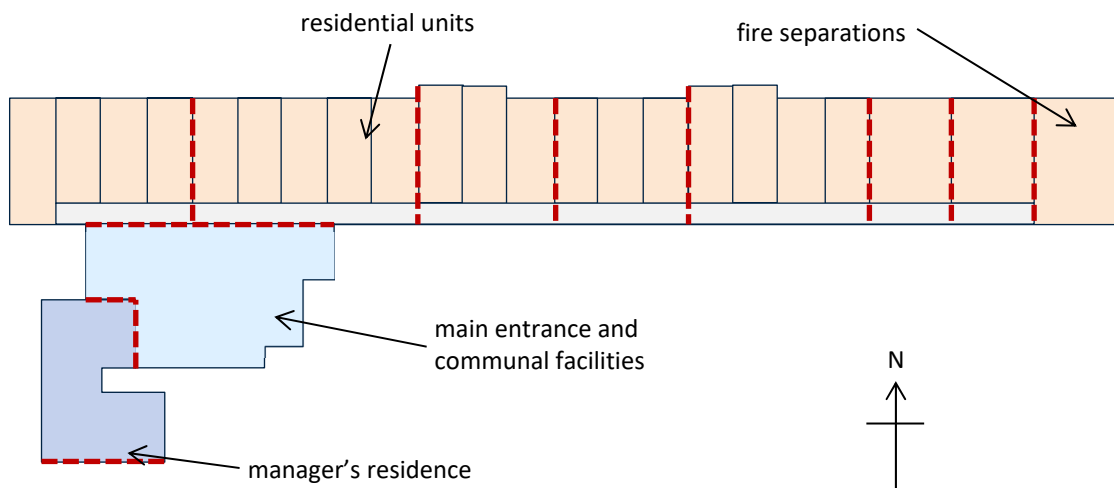 residential units
fire separations
main entrance and
communal facilities
N
manager’s residence